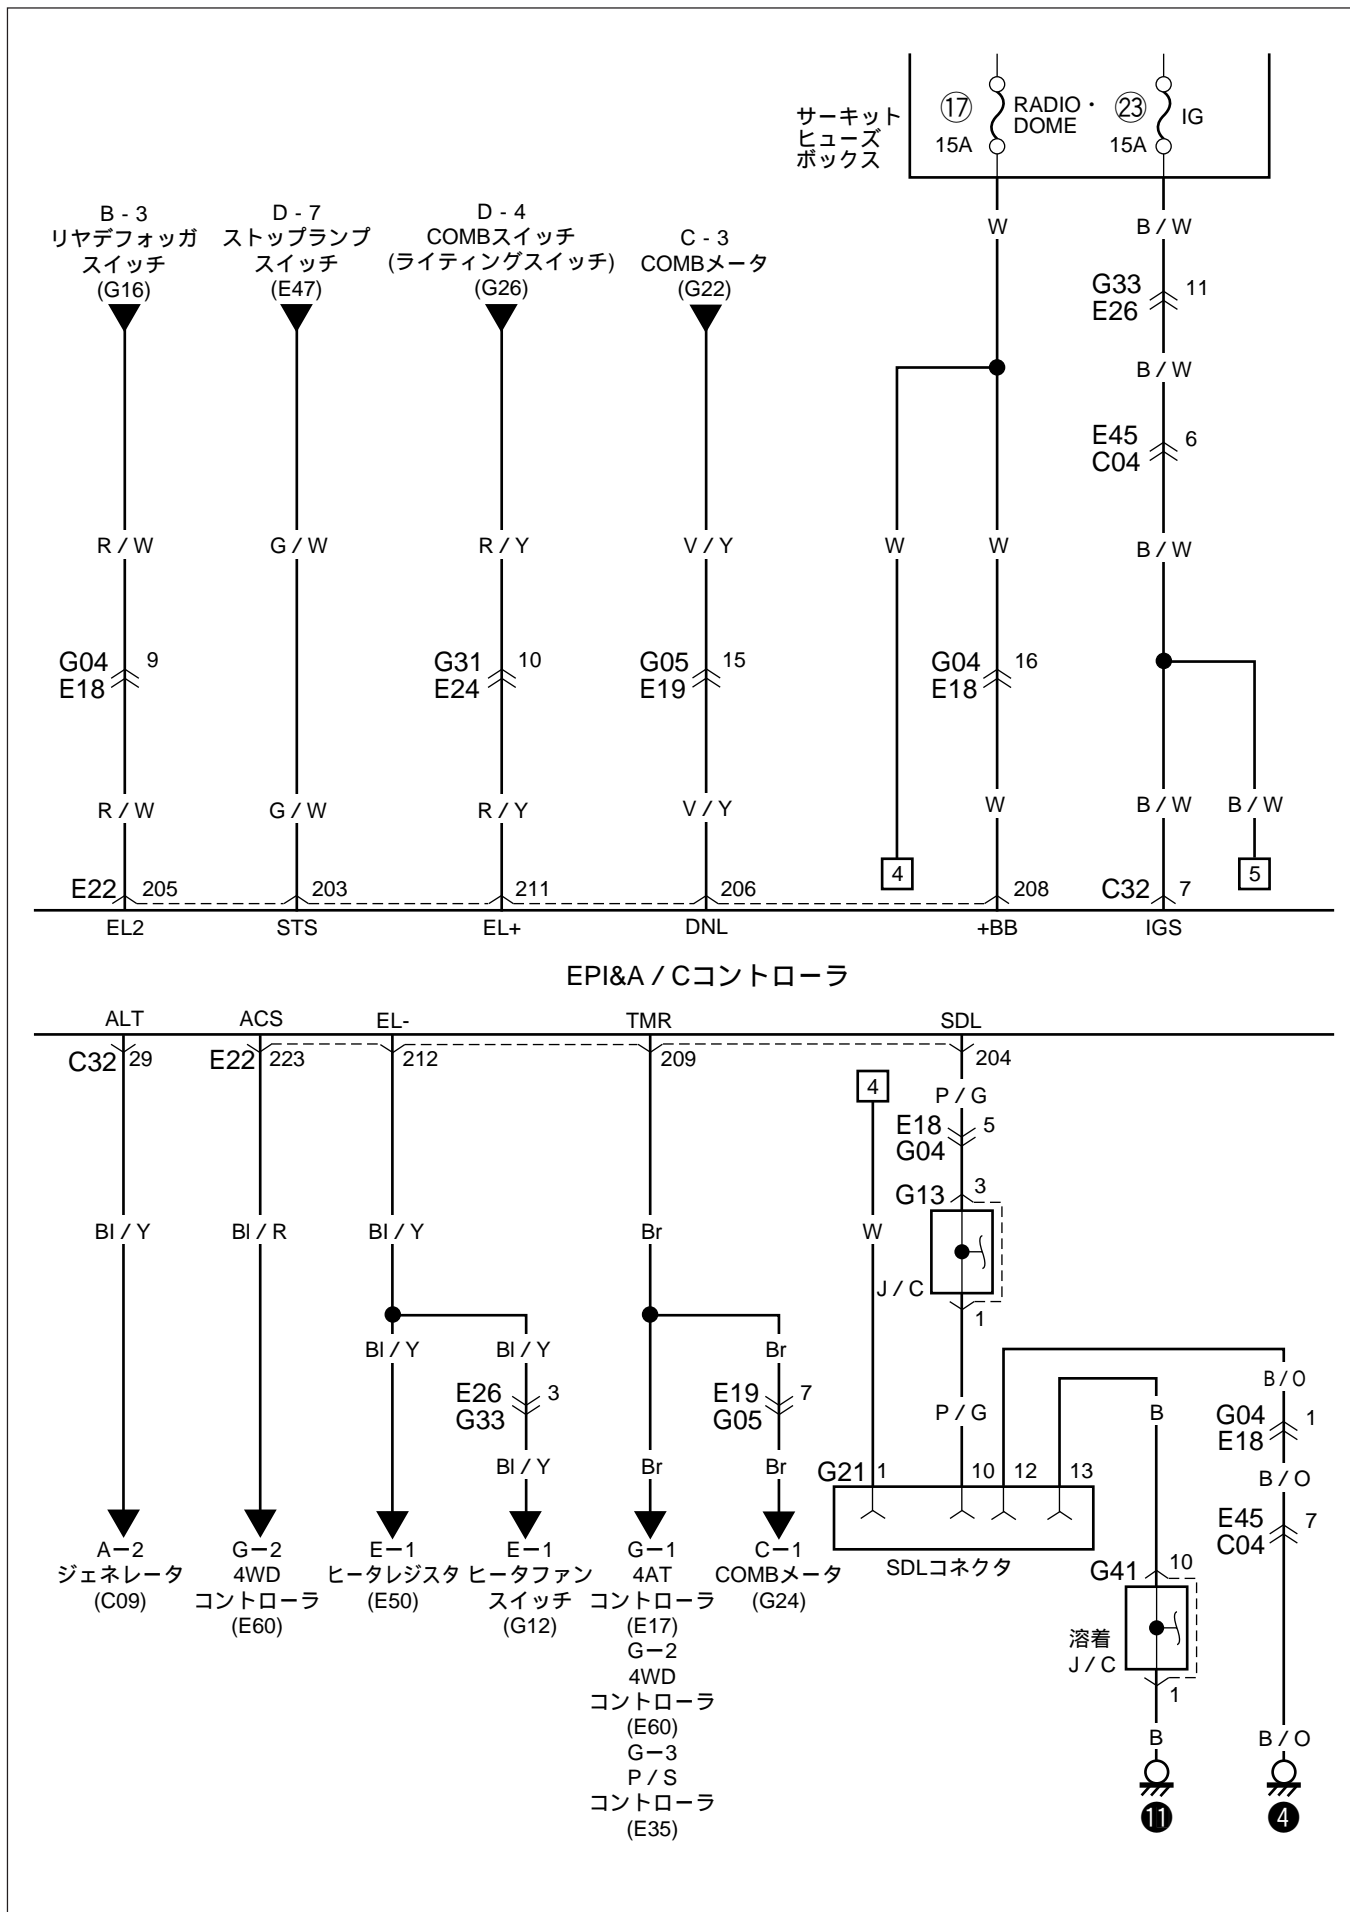 サーキット
ヒューズ
ボックス
⑰
15A
RADIO・
DOME
㉓
15A
IG
B - 3
リヤデフォッガ
スイッチ
(G16)
D - 7
ストップランプ
スイッチ
(E47)
D - 4
COMBスイッチ
(ライティングスイッチ)
(G26)
C - 3
COMBメータ
(G22)
W
B / W
G33
E26
11
B / W
E45
C04
6
R / W
G / W
R / Y
V / Y
W
W
B / W
G04
E18
9
G31
E24
10
G05
E19
15
G04
E18
16
R / W
G / W
R / Y
V / Y
W
B / W
B / W
4
5
E22
205
203
211
206
208
C32
7
EL2
STS
EL+
DNL
+BB
IGS
EPI&A / Cコントローラ
ALT
ACS
EL-
TMR
SDL
C32
29
E22
223
212
209
204
4
P / G
E18
G04
5
G13
3
Bl / Y
Bl / R
Bl / Y
Br
W
J / C
1
Bl / Y
Bl / Y
Br
B / O
E26
G33
3
E19
G05
7
P / G
B
G04
E18
1
Bl / Y
Br
Br
G21
1
10
12
13
B / O
E45
C04
7
SDLコネクタ
A－2
ジェネレータ
(C09)
G－2
4WD
コントローラ
(E60)
E－1
ヒータレジスタ
(E50)
E－1
ヒータファン
スイッチ
(G12)
G－1
4AT
コントローラ
(E17)
G－2
4WD
コントローラ
(E60)
G－3
P / S
コントローラ
(E35)
C－1
COMBメータ
(G24)
G41
10
溶着
J / C
1
B
B / O
⓫
❹